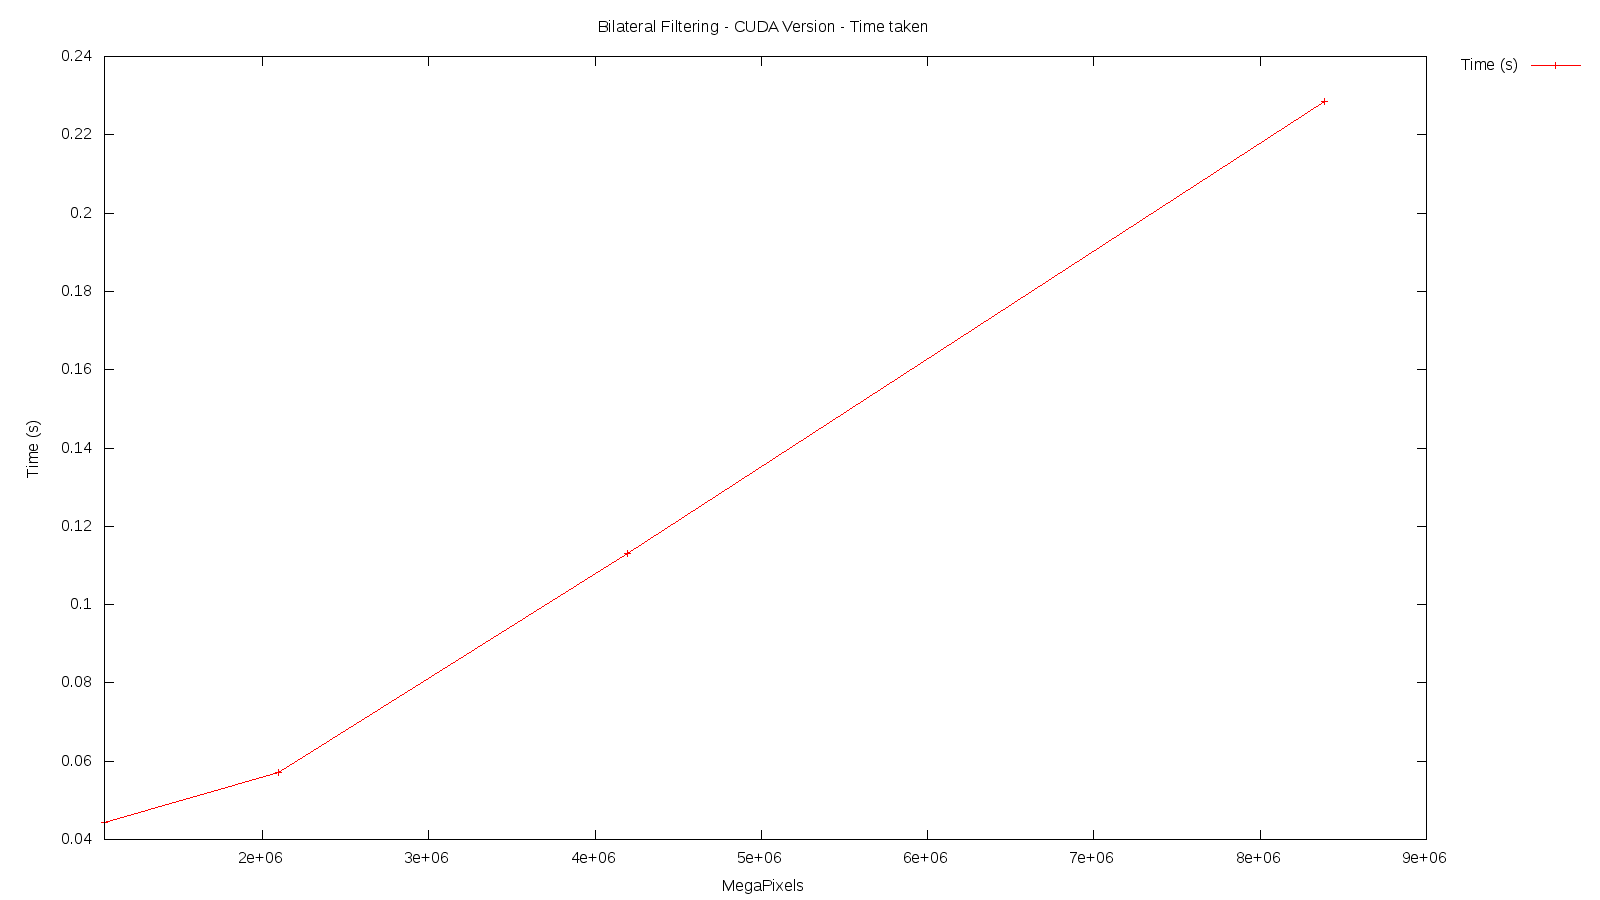 Bilateral Filtering - CUDA Version - Time taken
Time (s)
0.24
0.22
0.2
0.18
0.16
0.14
0.12
0.1
0.08
0.06
0.04
Time (s)
2e+06 3e+06 4e+06 5e+06 6e+06 7e+06 8e+06 9e+06
MegaPixels